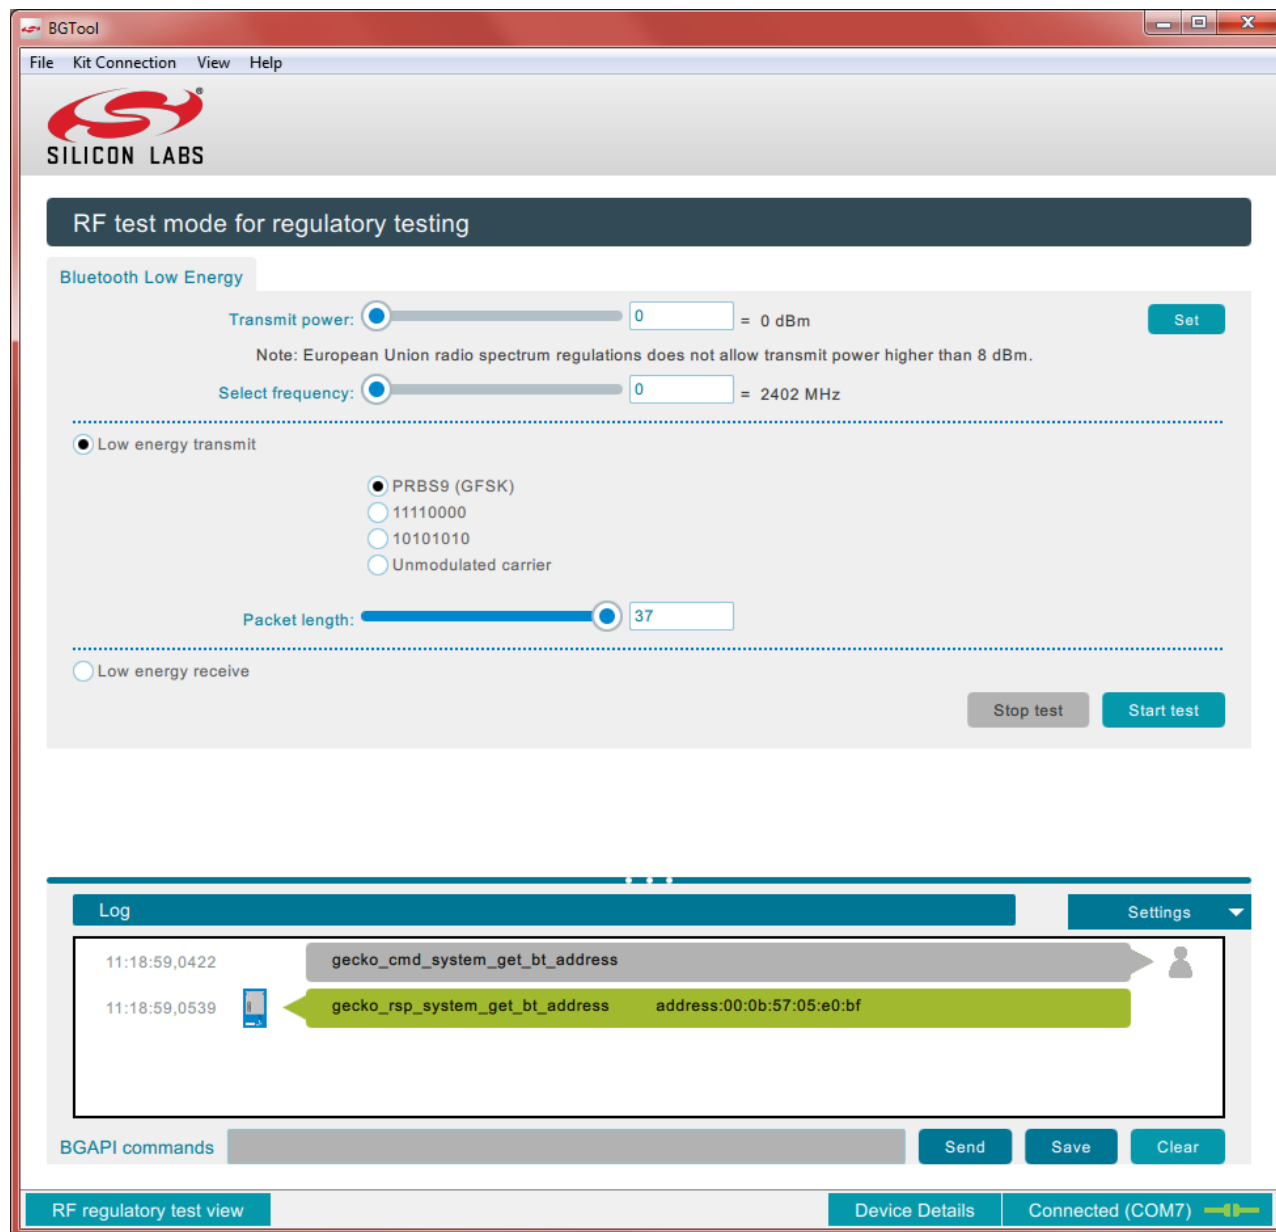 BGTool
File Kit Connection View Help
SILICON LABS®
RF test mode for regulatory testing
Bluetooth Low Energy
Transmit power: 0 = 0 dBm Set
Note: European Union radio spectrum regulations does not allow transmit power higher than 8 dBm.
Select frequency: 0 = 2402 MHz
Low energy transmit
PRBS9 (GFSK)
11110000
10101010
Unmodulated carrier
Packet length: 37
Low energy receive
Stop test Start test
Log Settings
11:18:59,0422 gecko_cmd_system_get_bt_address
11:18:59,0539 gecko_rsp_system_get_bt_address address:00:0b:57:05:e0:bf
BGAPI commands Send Save Clear
RF regulatory test view Device Details Connected (COM7)